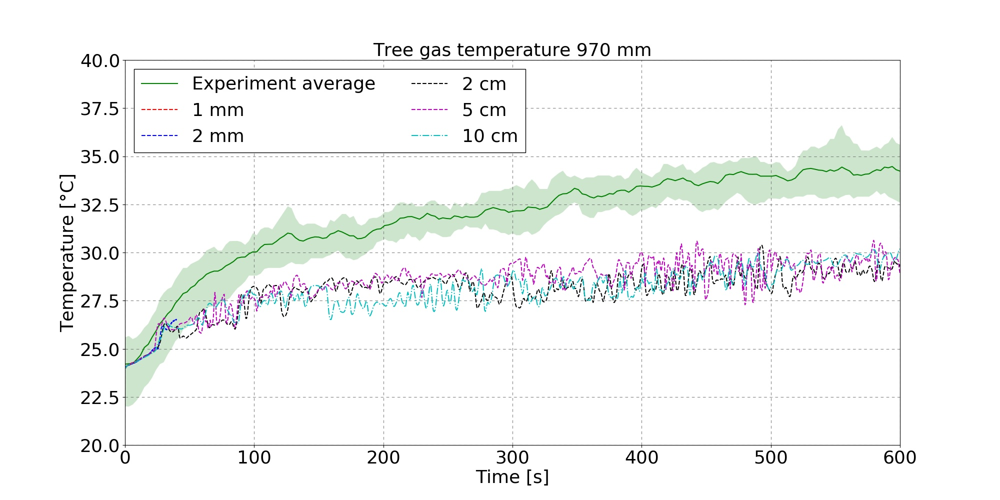 Tree gas temperature 970 mm
40.0
37.5
35.0
32.5
30.0
27.5
25.0
22.5
20.0
Temperature [°C]
Experiment average
1 mm
2 mm
2 cm
5 cm
10 cm
0 100 200 300 400 500 600
Time [s]